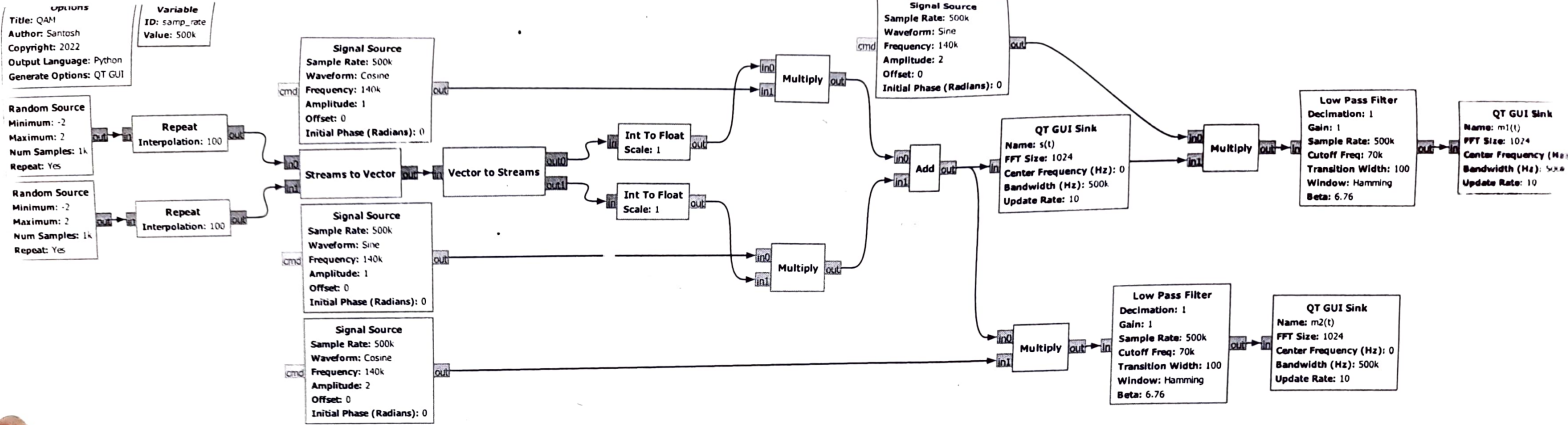 Options
Title: QAM
Author: Santosh
Copyright: 2022
Output Language: Python
Generate Options: QT GUI
Variable
ID: samp_rate
Value: 500k
Random Source
Minimum: -2
Maximum: 2
Num Samples: 1k
Repeat: Yes
out
in
Repeat
Interpolation: 100
out
Random Source
Minimum: -2
Maximum: 2
Num Samples: 1k
Repeat: Yes
out
in
Repeat
Interpolation: 100
out
Signal Source
Sample Rate: 500k
Waveform: Cosine
Frequency: 140k
Amplitude: 1
Offset: 0
Initial Phase (Radians): 0
cmd
out
in0
in1
Streams to Vector
out
in
Vector to Streams
out0
out1
Signal Source
Sample Rate: 500k
Waveform: Sine
Frequency: 140k
Amplitude: 1
Offset: 0
Initial Phase (Radians): 0
cmd
out
Signal Source
Sample Rate: 500k
Waveform: Cosine
Frequency: 140k
Amplitude: 2
Offset: 0
Initial Phase (Radians): 0
cmd
out
in
Int To Float
Scale: 1
out
in
Int To Float
Scale: 1
out
in0
in1
Multiply
out
in0
in1
Multiply
out
Signal Source
Sample Rate: 500k
Waveform: Sine
Frequency: 140k
Amplitude: 2
Offset: 0
Initial Phase (Radians): 0
cmd
out
in0
in1
Add
out
in
QT GUI Sink
Name: s(t)
FFT Size: 1024
Center Frequency (Hz): 0
Bandwidth (Hz): 500k
Update Rate: 10
in0
in1
Multiply
out
in
Low Pass Filter
Decimation: 1
Gain: 1
Sample Rate: 500k
Cutoff Freq: 70k
Transition Width: 100
Window: Hamming
Beta: 6.76
out
in
QT GUI Sink
Name: m1(t)
FFT Size: 1024
Center Frequency
Bandwidth (Hz):
Update Rate: 10
in0
in1
Multiply
out
in
Low Pass Filter
Decimation: 1
Gain: 1
Sample Rate: 500k
Cutoff Freq: 70k
Transition Width: 100
Window: Hamming
Beta: 6.76
out
in
QT GUI Sink
Name: m2(t)
FFT Size: 1024
Center Frequency (Hz): 0
Bandwidth (Hz): 500k
Update Rate: 10